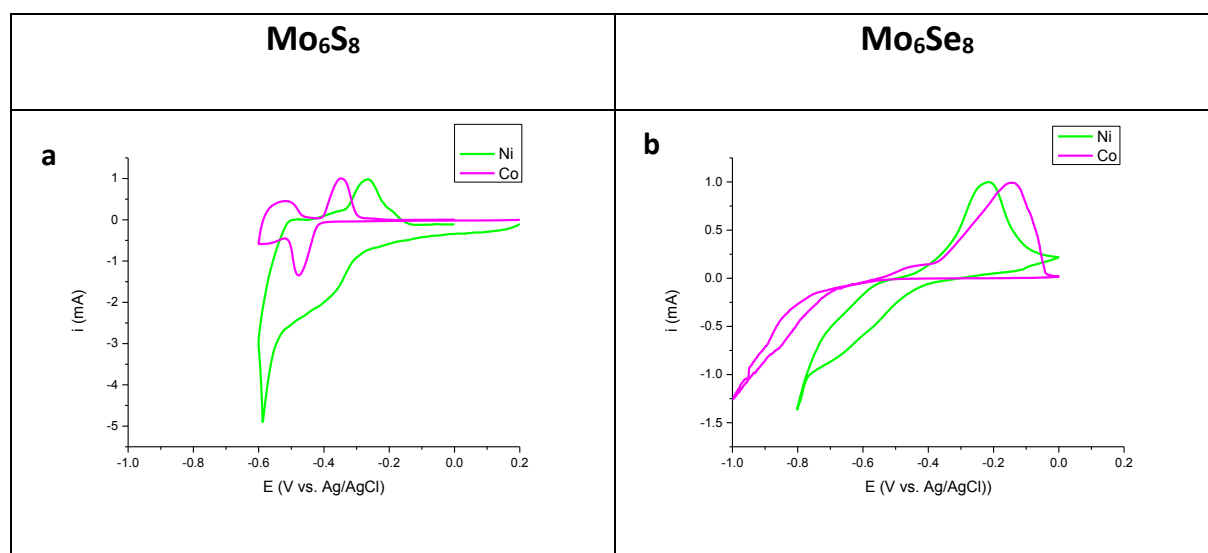 Mo₆S₈
Mo₆Se₈
a
Ni
Co
1
0
-1
-2
-3
-4
-5
i (mA)
-1.0 -0.8 -0.6 -0.4 -0.2 0.0 0.2
E (V vs. Ag/AgCl)
b
Ni
Co
1.0
0.5
0.0
-0.5
-1.0
-1.5
i (mA)
-1.0 -0.8 -0.6 -0.4 -0.2 0.0 0.2
E (V vs. Ag/AgCl))